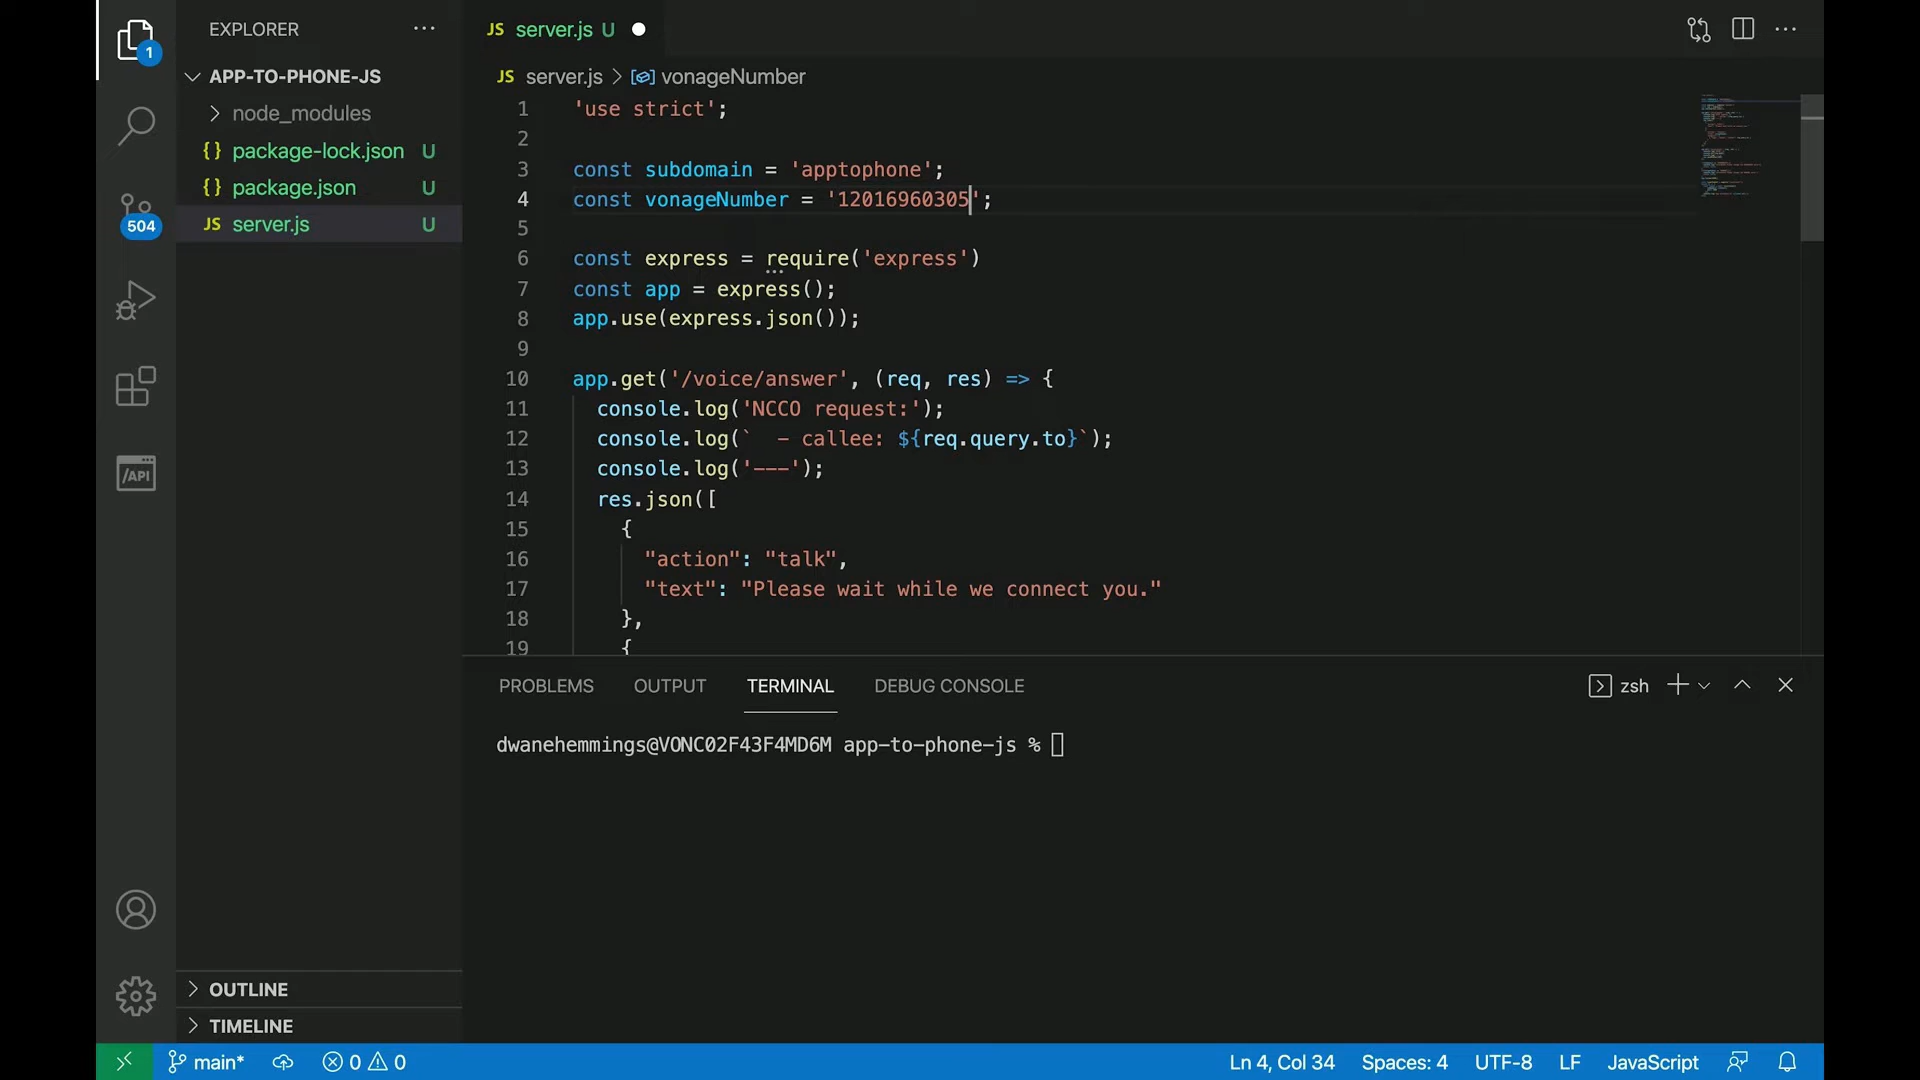 EXPLORER
1
APP-TO-PHONE-JS
node_modules
{} package-lock.json U
{} package.json U
JS server.js U
504
/API
OUTLINE
TIMELINE
JS server.js U
JS server.js > vonageNumber
1 'use strict';
2
3 const subdomain = 'apptophone';
4 const vonageNumber = '12016960305';
5
6 const express = require('express')
7 const app = express();
8 app.use(express.json());
9
10 app.get('/voice/answer', (req, res) => {
11 console.log('NCCO request:');
12 console.log(`  - callee: ${req.query.to}`);
13 console.log('---');
14 res.json([
15 {
16 "action": "talk",
17 "text": "Please wait while we connect you."
18 },
19 {
PROBLEMS OUTPUT TERMINAL DEBUG CONSOLE zsh
dwanehemmings@VONC02F43F4MD6M app-to-phone-js %
main* 0 0 Ln 4, Col 34 Spaces: 4 UTF-8 LF JavaScript